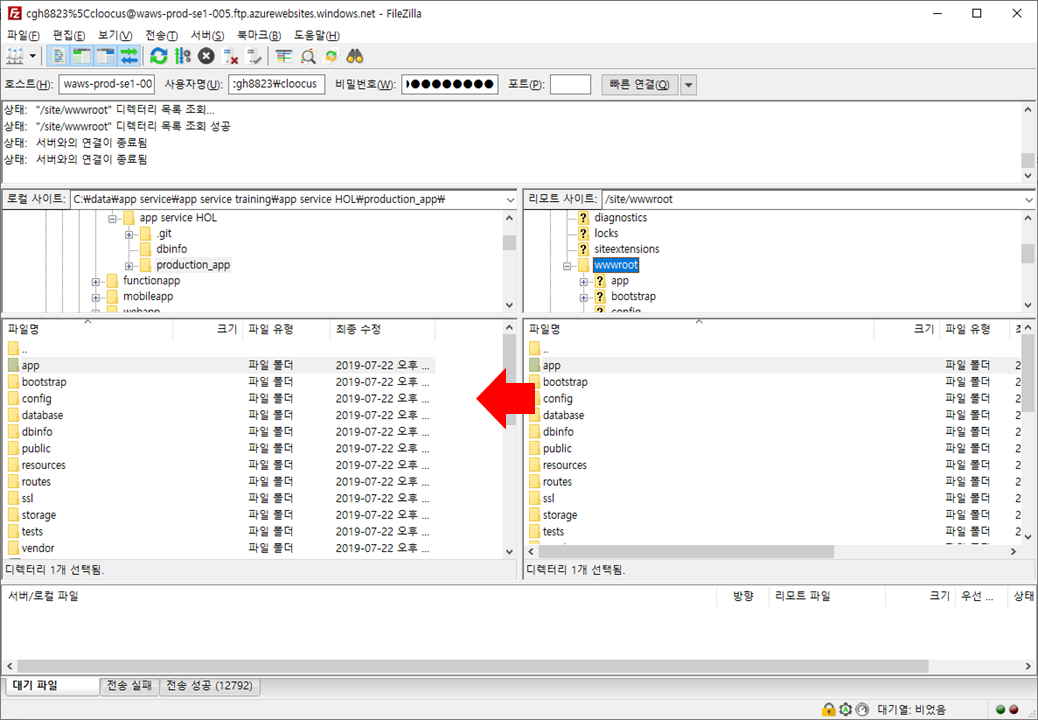 cgh8823%5Ccloocus@waws-prod-se1-005.ftp.azurewebsites.windows.net - FileZilla
파일(F) 편집(E) 보기(V) 전송(T) 서버(S) 북마크(B) 도움말(H)
호스트(H): waws-prod-se1-00 사용자명(U): :gh8823₩cloocus 비밀번호(W): ●●●●●●●●● 포트(P): 빠른 연결(Q)
상태: "/site/wwwroot" 디렉터리 목록 조회...
상태: "/site/wwwroot" 디렉터리 목록 조회 성공
상태: 서버와의 연결이 종료됨
상태: 서버와의 연결이 종료됨
로컬 사이트: C:₩data₩app service₩app service training₩app service HOL₩production_app₩
app service HOL
.git
dbinfo
production_app
functionapp
mobileapp
webapp
리모트 사이트: /site/wwwroot
diagnostics
locks
siteextensions
wwwroot
app
bootstrap
config
파일명 크기 파일 유형 최종 수정
..
app 파일 폴더 2019-07-22 오후 ...
bootstrap 파일 폴더 2019-07-22 오후 ...
config 파일 폴더 2019-07-22 오후 ...
database 파일 폴더 2019-07-22 오후 ...
dbinfo 파일 폴더 2019-07-22 오후 ...
public 파일 폴더 2019-07-22 오후 ...
resources 파일 폴더 2019-07-22 오후 ...
routes 파일 폴더 2019-07-22 오후 ...
ssl 파일 폴더 2019-07-22 오후 ...
storage 파일 폴더 2019-07-22 오후 ...
tests 파일 폴더 2019-07-22 오후 ...
vendor 파일 폴더 2019-07-22 오후 ...
디렉터리 1개 선택됨.
파일명 크기 파일 유형
..
app 파일 폴더 2
bootstrap 파일 폴더 2
config 파일 폴더 2
database 파일 폴더 2
dbinfo 파일 폴더 2
public 파일 폴더 2
resources 파일 폴더 2
routes 파일 폴더 2
ssl 파일 폴더 2
storage 파일 폴더 2
tests 파일 폴더 2
디렉터리 1개 선택됨.
서버/로컬 파일 방향 리모트 파일 크기 우선 ... 상태
대기 파일 전송 실패 전송 성공 (12792)
대기열: 비었음